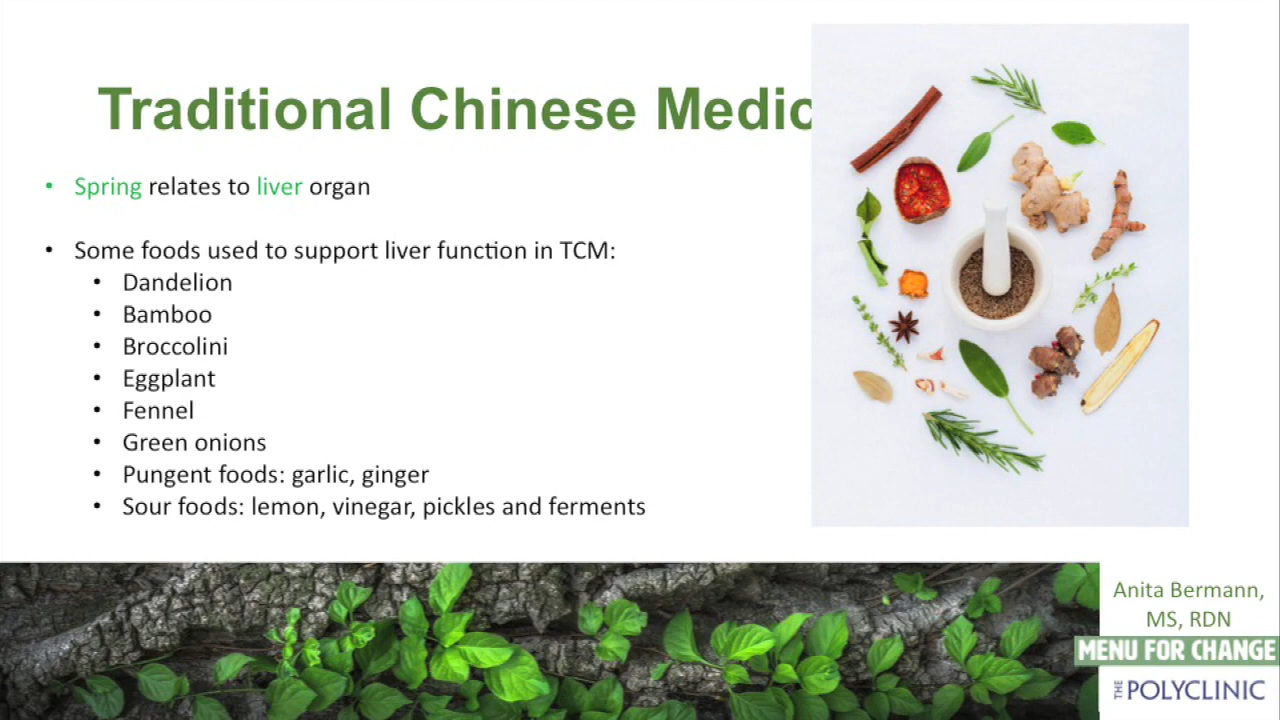 Traditional Chinese Medic
• Spring relates to liver organ
• Some foods used to support liver function in TCM:
• Dandelion
• Bamboo
• Broccolini
• Eggplant
• Fennel
• Green onions
• Pungent foods: garlic, ginger
• Sour foods: lemon, vinegar, pickles and ferments
Anita Bermann,
MS, RDN
MENU FOR CHANGE
THE POLYCLINIC